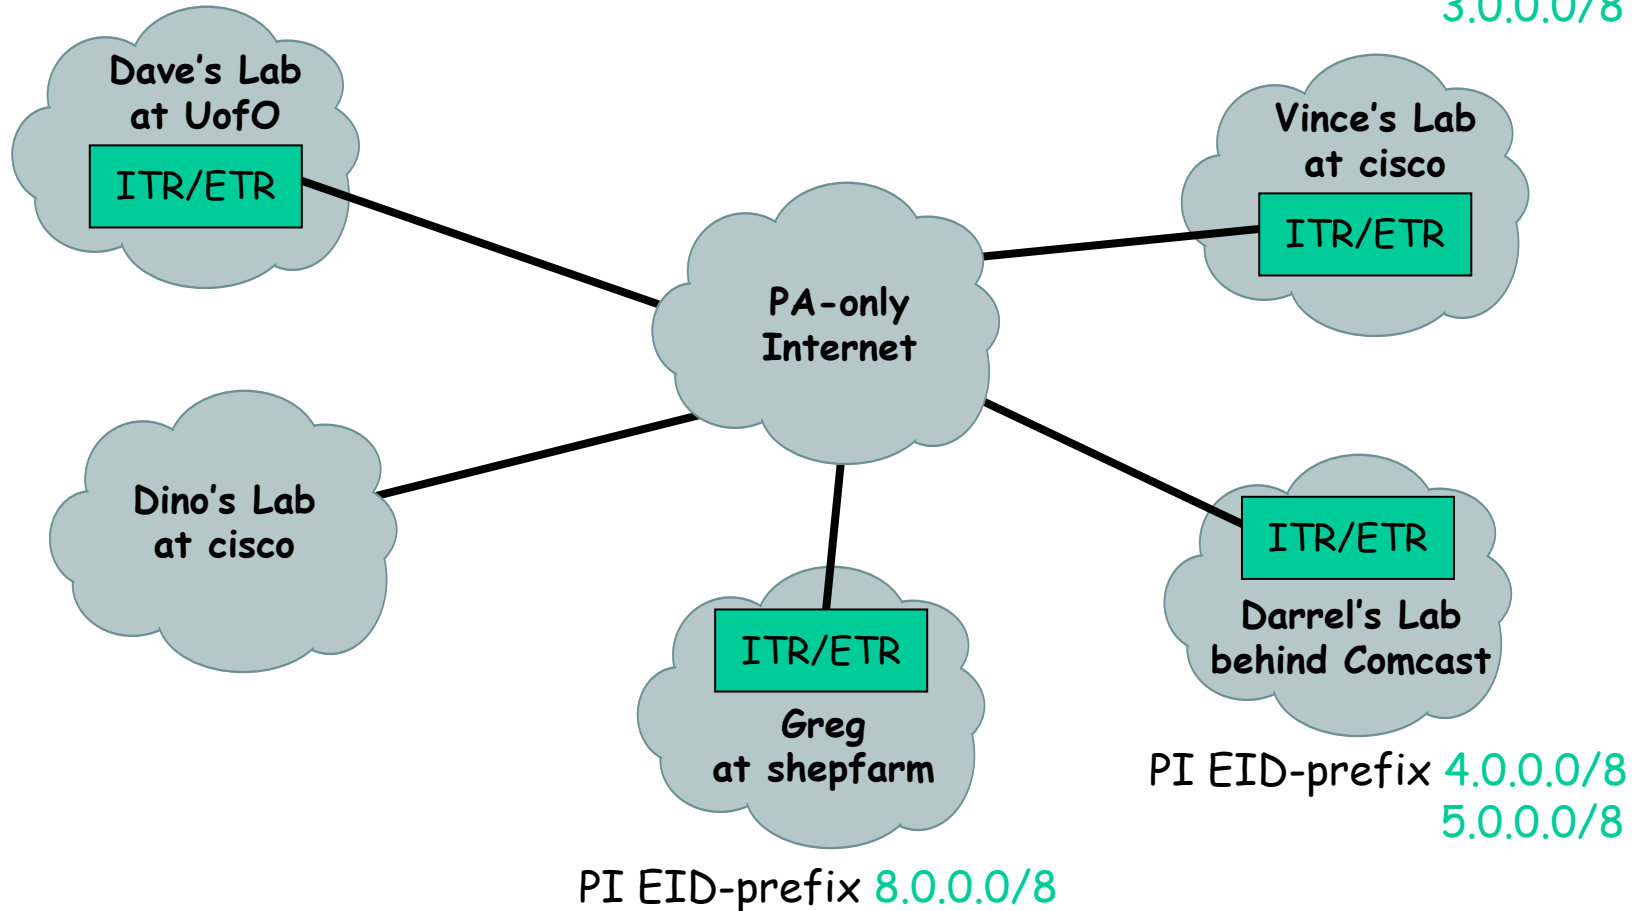 3.0.0.0/8
Dave's Lab
at UofO
ITR/ETR
Vince's Lab
at cisco
ITR/ETR
PA-only
Internet
Dino's Lab
at cisco
ITR/ETR
Greg
at shepfarm
ITR/ETR
Darrel's Lab
behind Comcast
PI EID-prefix 4.0.0.0/8
5.0.0.0/8
PI EID-prefix 8.0.0.0/8